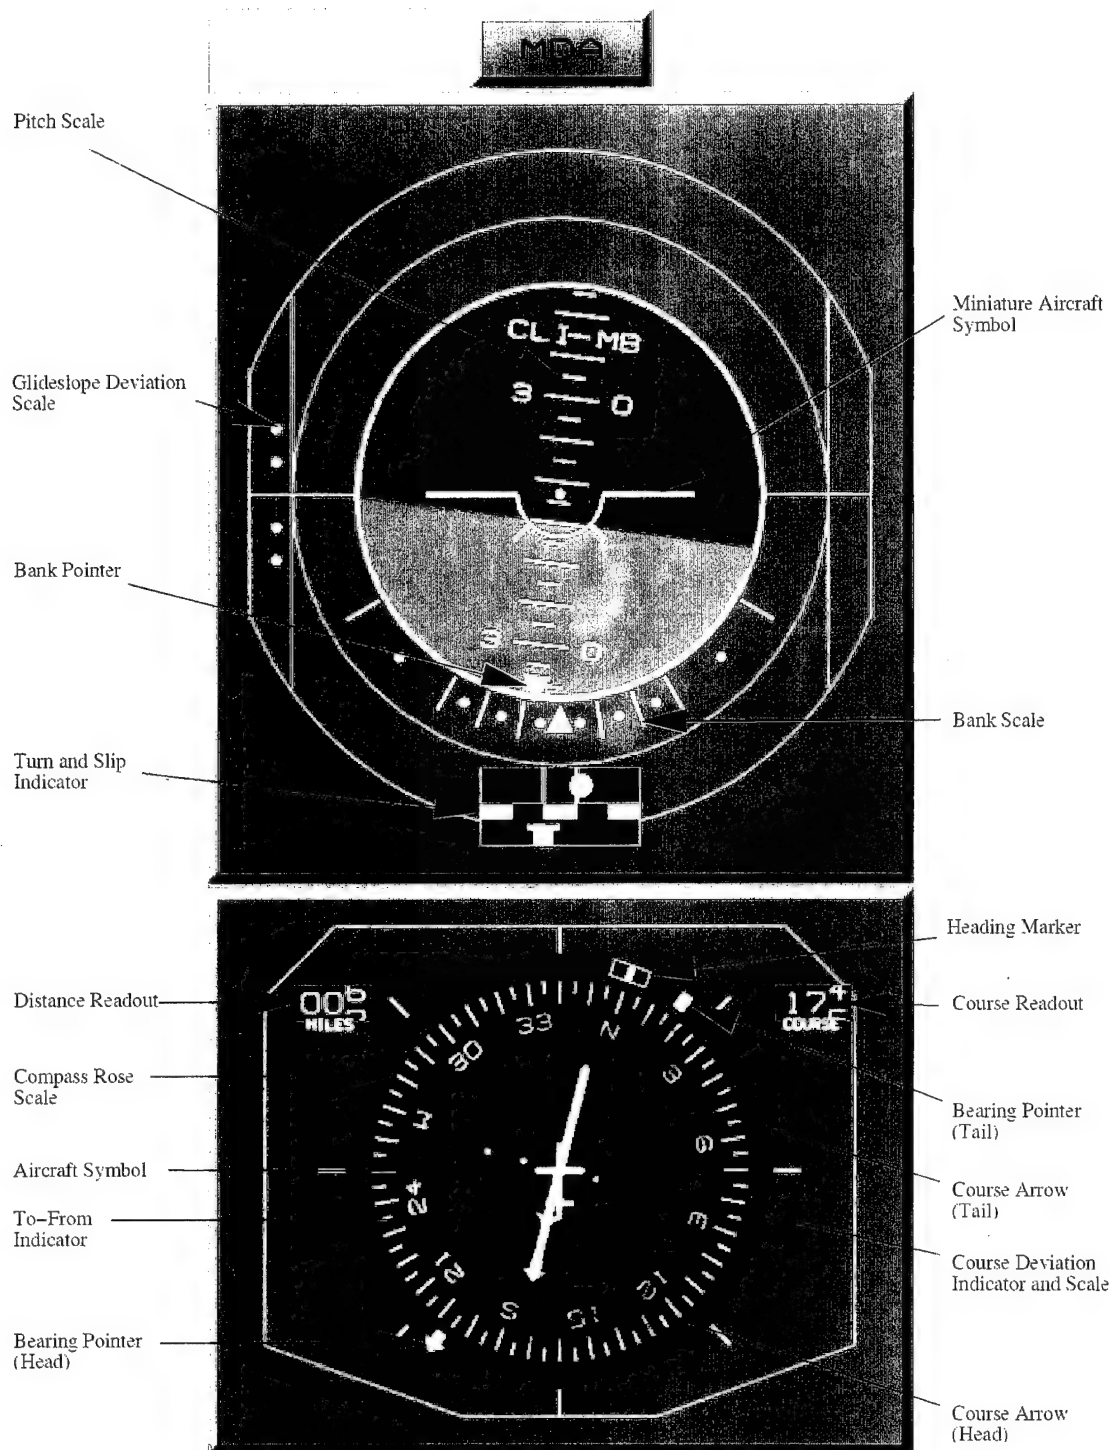 MDA
Pitch Scale
Miniature Aircraft
Symbol
CLI-MB
Glideslope Deviation
Scale
3 0
Bank Pointer
3 0
Bank Scale
Turn and Slip
Indicator
Heading Marker
Distance Readout
MILES
COURSE
Course Readout
33
N
30
3
Compass Rose
Scale
Bearing Pointer
(Tail)
W
6
Aircraft Symbol
24
Course Arrow
(Tail)
To-From
Indicator
E
Course Deviation
Indicator and Scale
21
12
S
15
Bearing Pointer
(Head)
Course Arrow
(Head)